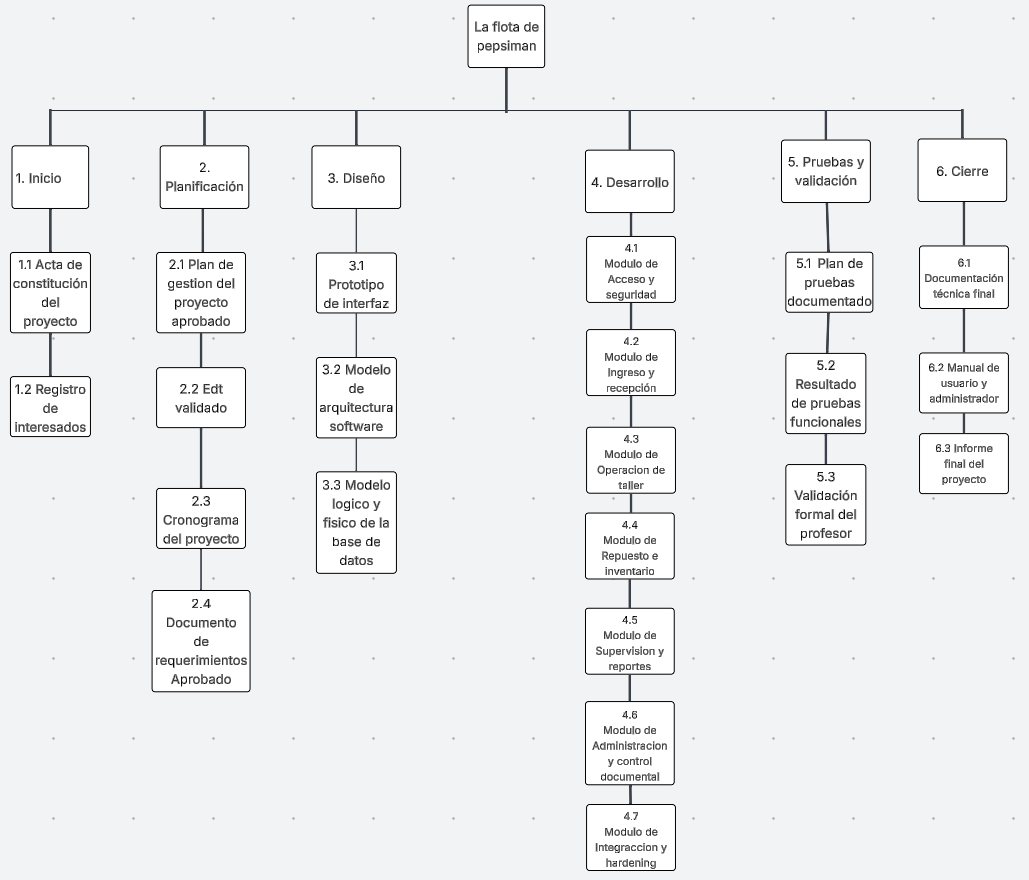 La flota de
pepsiman
1. Inicio
1.1 Acta de
constitución
del
proyecto
1.2 Registro
de
interesados
2.
Planificación
2.1 Plan de
gestion del
proyecto
aprobado
2.2 Edt
validado
2.3
Cronograma
del proyecto
2.4
Documento
de
requerimientos
Aprobado
3. Diseño
3.1
Prototipo
de interfaz
3.2 Modelo
de
arquitectura
software
3.3 Modelo
logico y
fisico de la
base de
datos
4. Desarrollo
4.1
Modulo de
Acceso y
seguridad
4.2
Modulo de
Ingreso y
recepción
4.3
Modulo de
Operacion de
taller
4.4
Modulo de
Repuesto e
inventario
4.5
Modulo de
Supervision y
reportes
4.6
Modulo de
Administracion
y control
documental
4.7
Modulo de
Integraccion y
hardening
5. Pruebas y
validación
5.1 Plan de
pruebas
documentado
5.2
Resultado
de pruebas
funcionales
5.3
Validación
formal del
profesor
6. Cierre
6.1
Documentación
técnica final
6.2 Manual de
usuario y
administrador
6.3 Informe
final del
proyecto